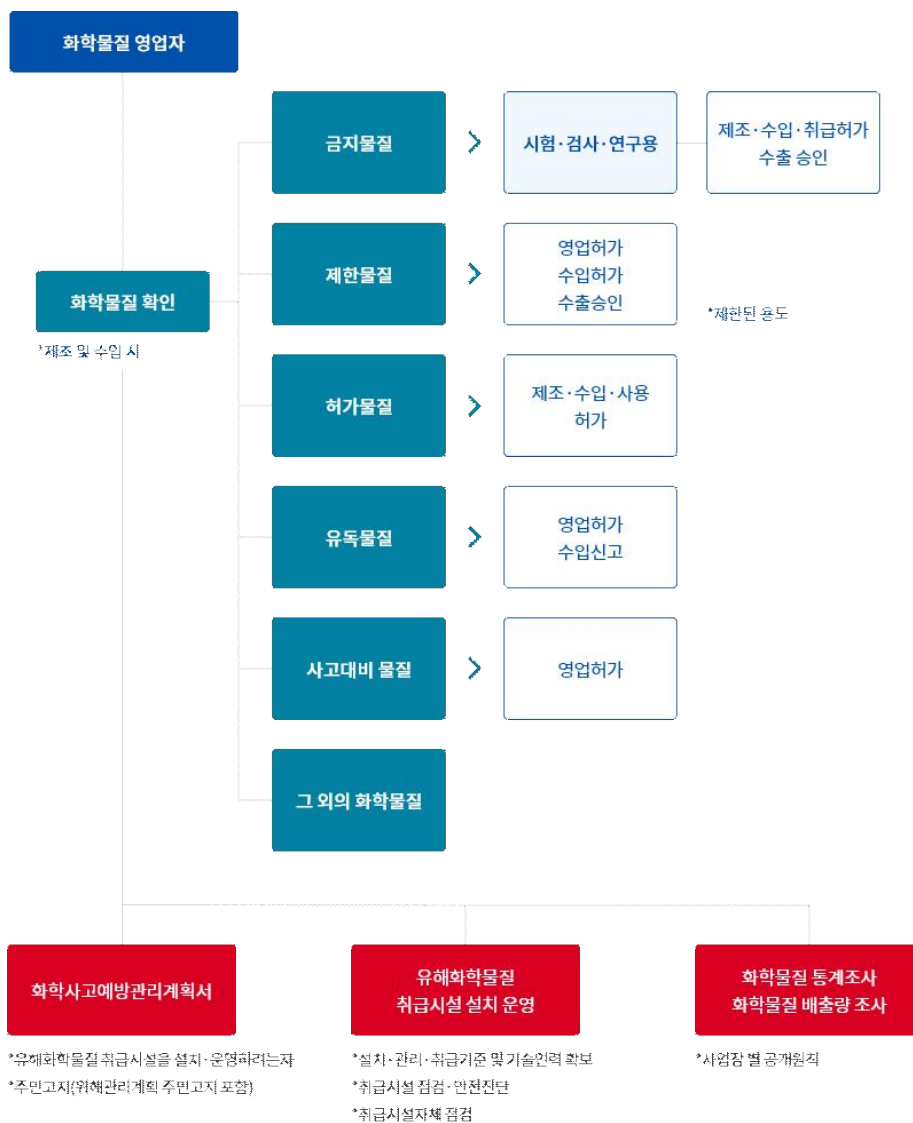 화학물질 영업자
금지물질
시험·검사·연구용
제조·수입·취급허가
수출 승인
화학물질 확인
*제조 및 수입 시
제한물질
영업허가
수입허가
수출승인
*제한된 용도
허가물질
제조·수입·사용
허가
유독물질
영업허가
수입신고
사고대비 물질
영업허가
그 외의 화학물질
화학사고예방관리계획서
*유해화학물질 취급시설을 설치·운영하려는자
*주민고지(위해관리계획 주민고지 포함)
유해화학물질
취급시설 설치 운영
*설치·관리·취급기준 및 기술인력 확보
*취급시설 점검·안전진단
*취급시설자체 점검
화학물질 통계조사
화학물질 배출량 조사
*사업장 별 공개원칙